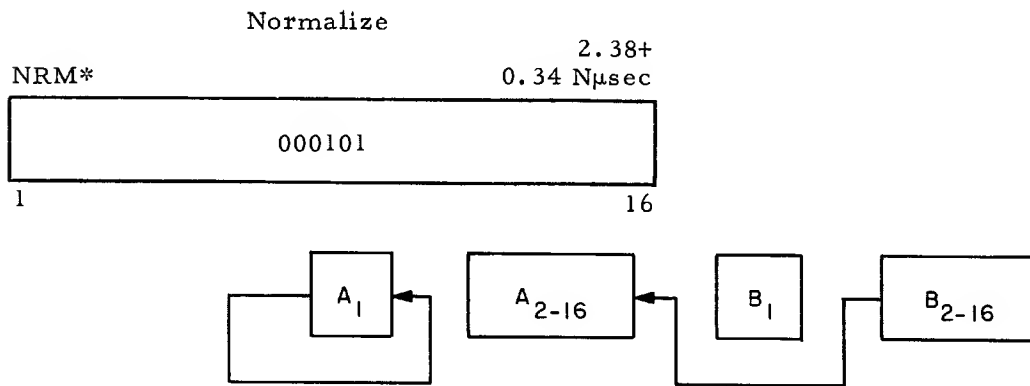 Normalize
2.38+
NRM* 0.34 Nµsec
000101
1 16
A1 A2-16 B1 B2-16